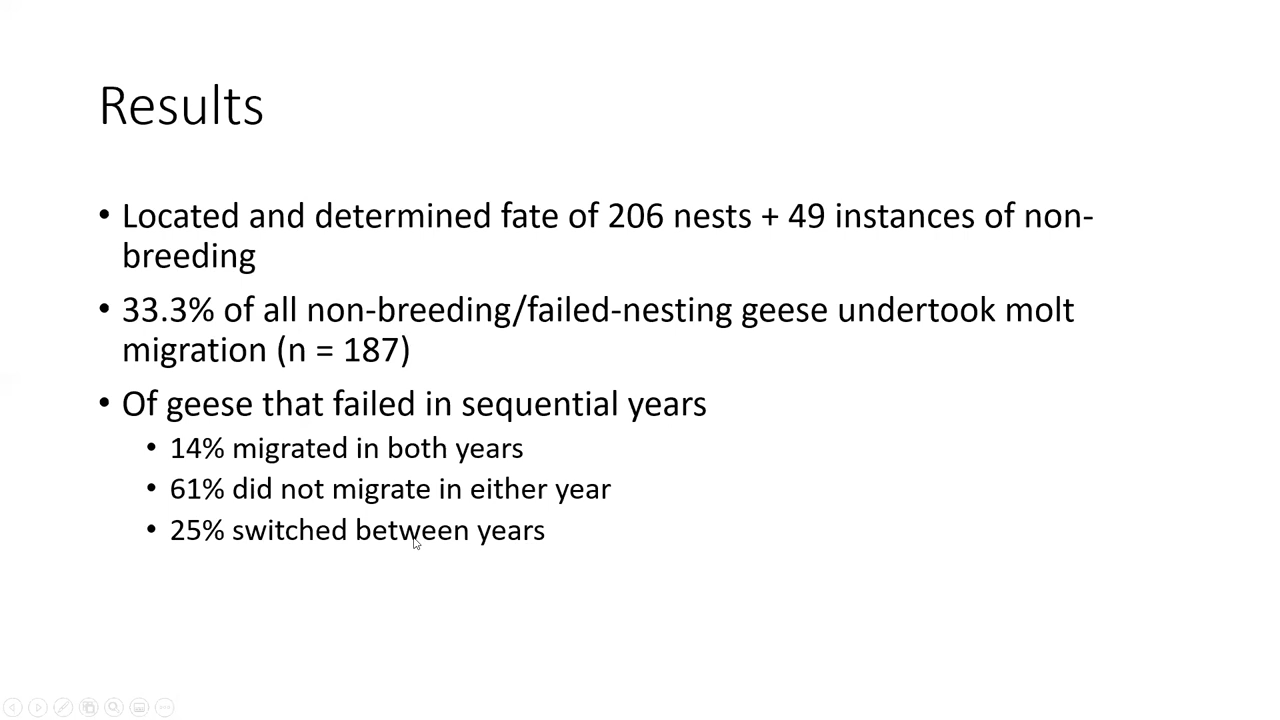 Results
• Located and determined fate of 206 nests + 49 instances of non-
breeding
• 33.3% of all non-breeding/failed-nesting geese undertook molt
migration (n = 187)
• Of geese that failed in sequential years
• 14% migrated in both years
• 61% did not migrate in either year
• 25% switched between years